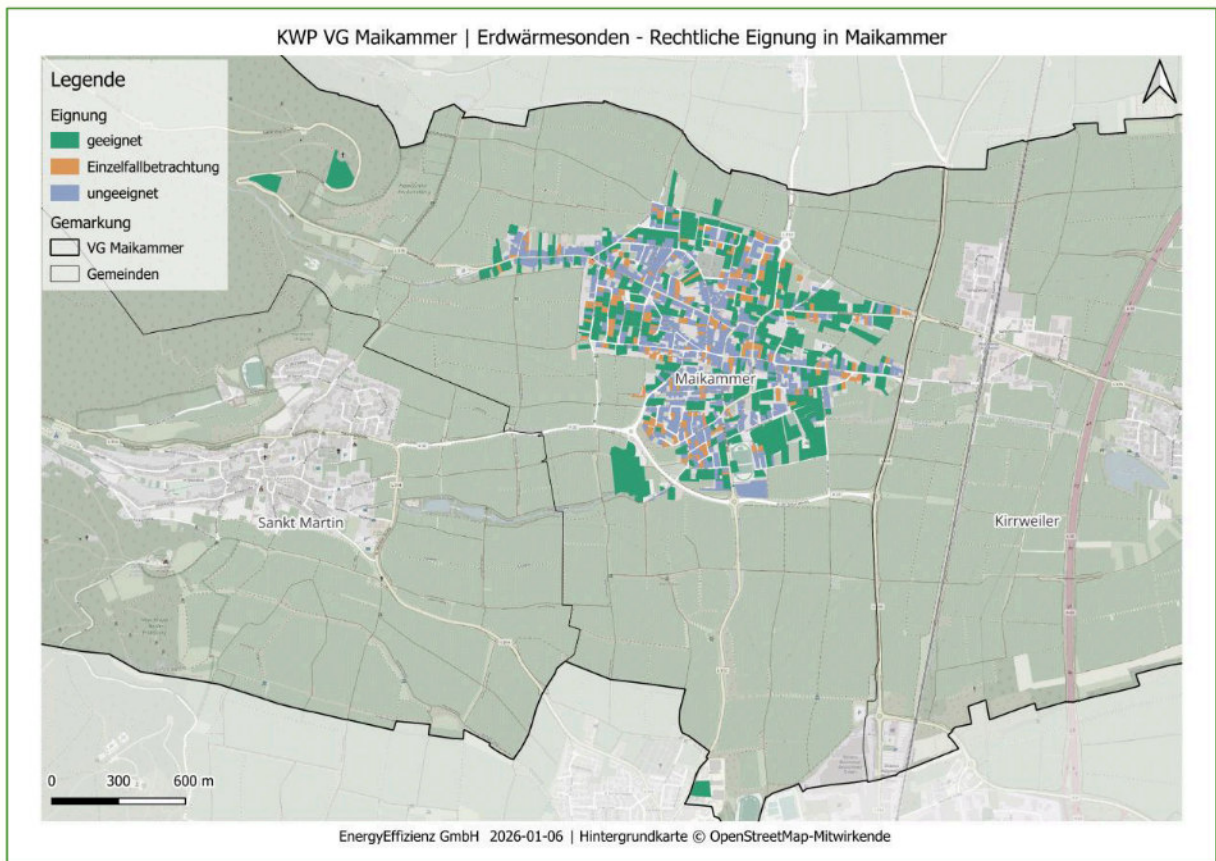 KWP VG Maikammer | Erdwärmesonden - Rechtliche Eignung in Maikammer
Legende
Eignung
geeignet
Einzelfallbetrachtung
ungeeignet
Gemarkung
VG Maikammer
Gemeinden
Maikammer
Sankt Martin
Kirrweiler
0 300 600 m
EnergyEffizienz GmbH 2026-01-06 | Hintergrundkarte © OpenStreetMap-Mitwirkende